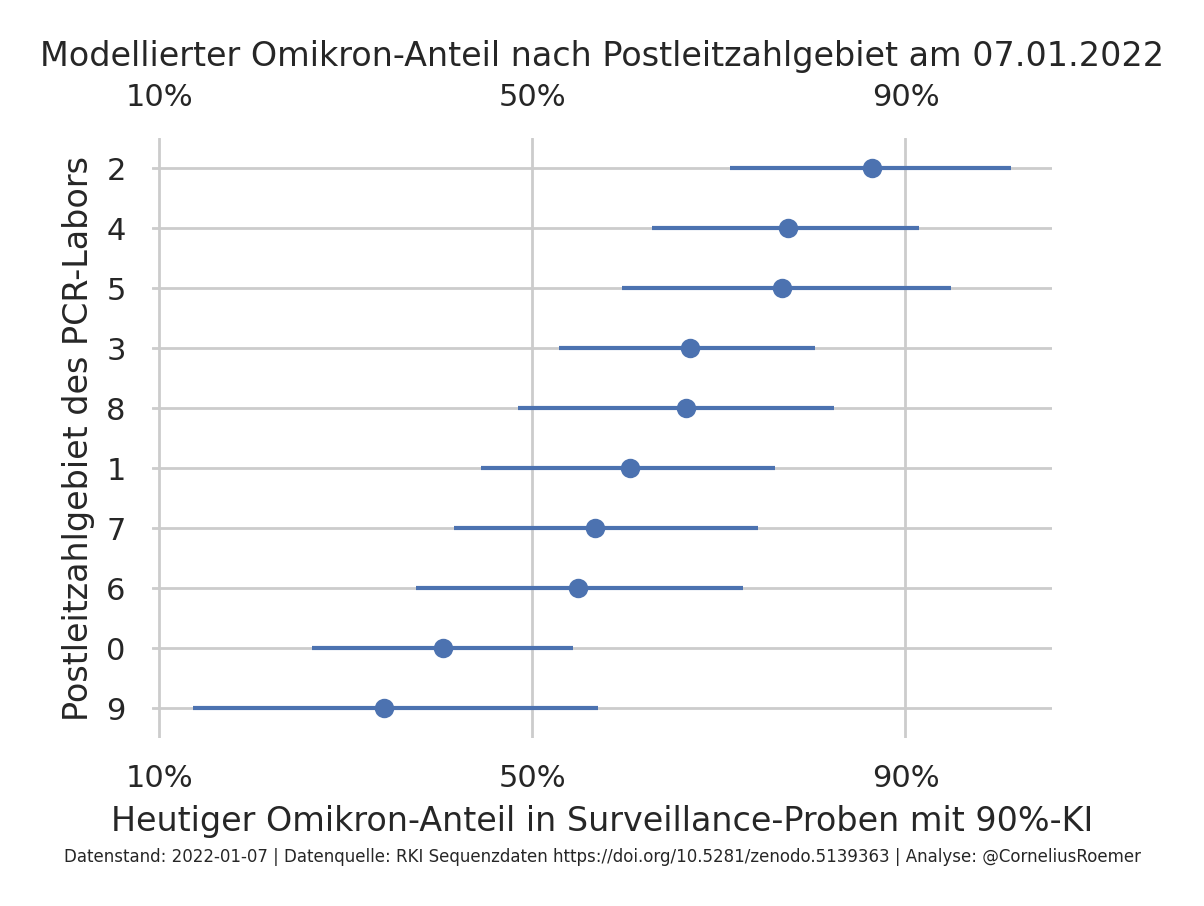 Modellierter Omikron-Anteil nach Postleitzahlgebiet am 07.01.2022
10% 50% 90%
Postleitzahlgebiet des PCR-Labors
2
4
5
3
8
1
7
6
0
9
10% 50% 90%
Heutiger Omikron-Anteil in Surveillance-Proben mit 90%-KI
Datenstand: 2022-01-07 | Datenquelle: RKI Sequenzdaten https://doi.org/10.5281/zenodo.5139363 | Analyse: @CorneliusRoemer